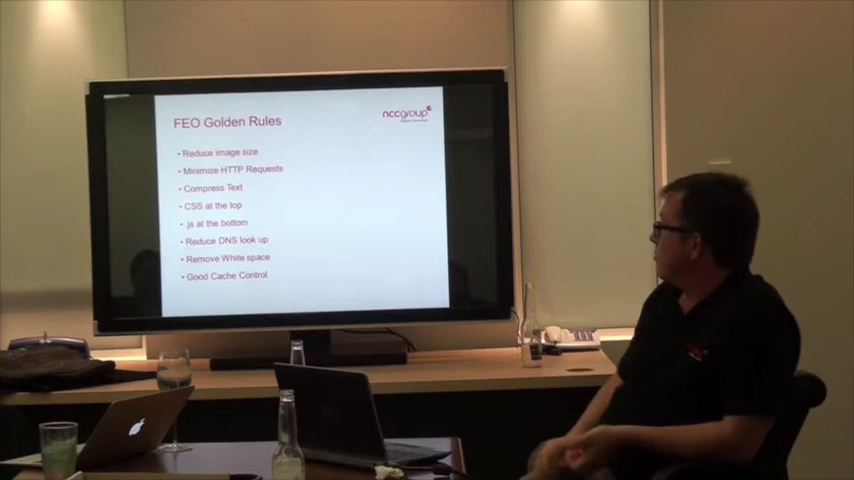 FEO Golden Rules
nccgroup
• Reduce image size
• Minimize HTTP Requests
• Compress Text
• CSS at the top
• .js at the bottom
• Reduce DNS look up
• Remove White space
• Good Cache Control